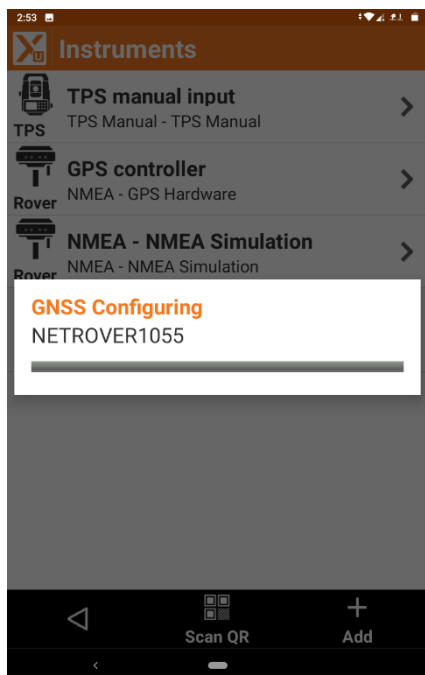 2:53
U
Instruments
TPS manual input
TPS Manual - TPS Manual
TPS
GPS controller
NMEA - GPS Hardware
Rover
NMEA - NMEA Simulation
NMEA - NMEA Simulation
Rover
GNSS Configuring
NETROVER1055
Scan QR
Add